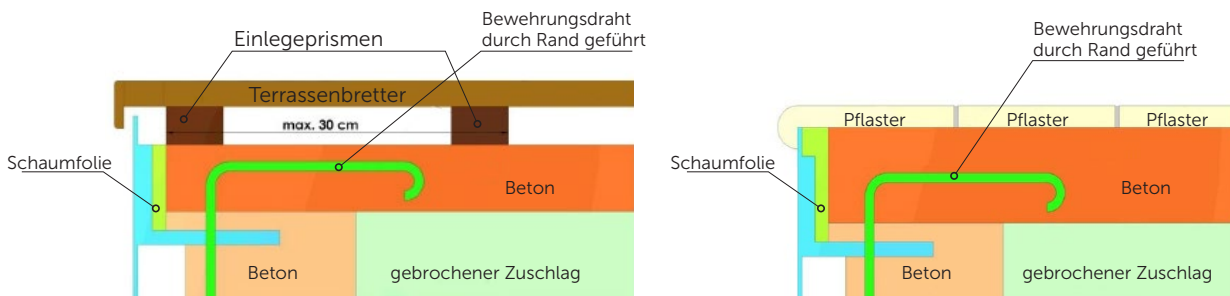 Bewehrungsdraht
durch Rand geführt
Einlegeprismen
Terrassenbretter
max. 30 cm
Schaumfolie
Beton
Beton
gebrochener Zuschlag
Bewehrungsdraht
durch Rand geführt
Pflaster
Pflaster
Pflaster
Schaumfolie
Beton
Beton
gebrochener Zuschlag